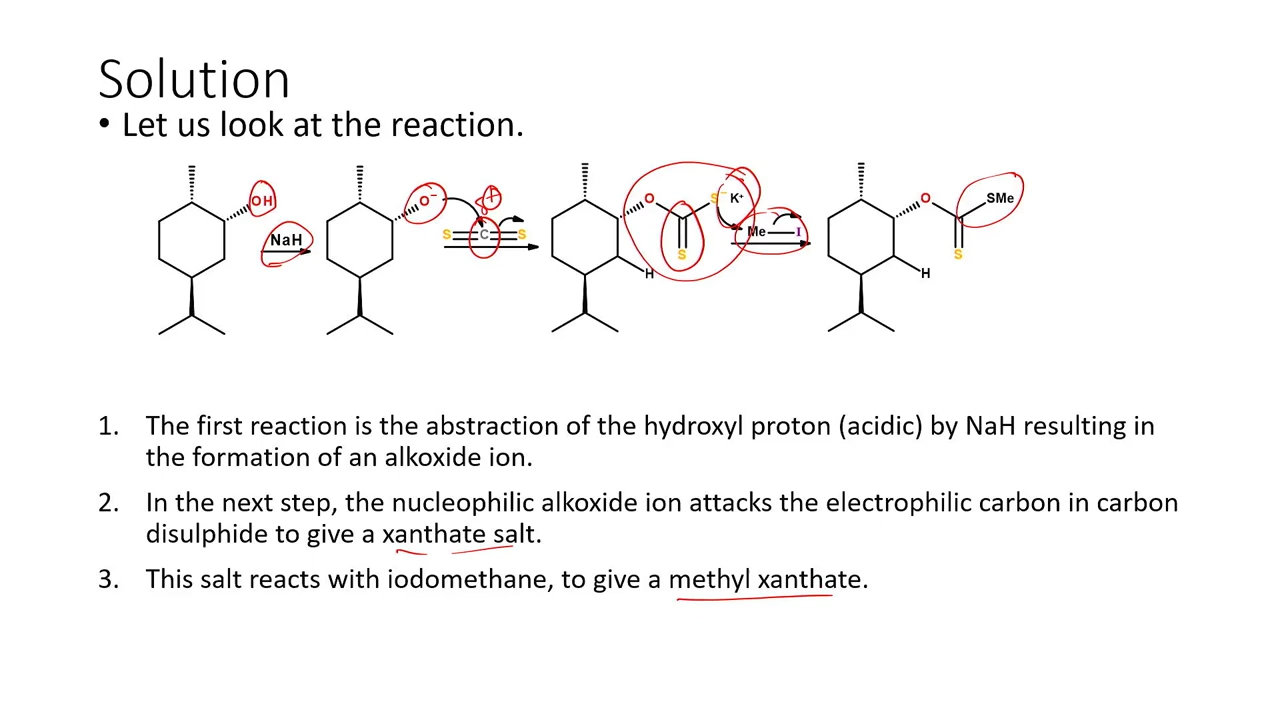 Solution
• Let us look at the reaction.
OH
NaH
O⁻
δ+
S C S
O S⁻ K⁺
S
H
Me I
O SMe
S
H
1. The first reaction is the abstraction of the hydroxyl proton (acidic) by NaH resulting in
the formation of an alkoxide ion.
2. In the next step, the nucleophilic alkoxide ion attacks the electrophilic carbon in carbon
disulphide to give a xanthate salt.
3. This salt reacts with iodomethane, to give a methyl xanthate.